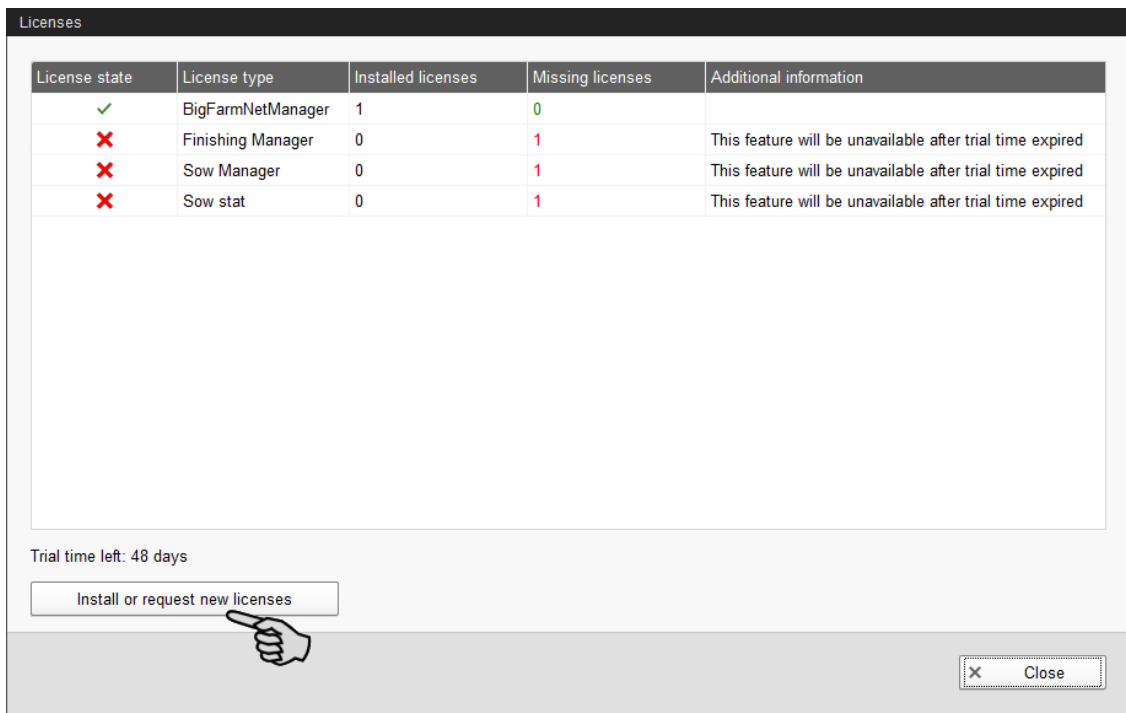 Licenses
License state License type Installed licenses Missing licenses Additional information
BigFarmNetManager 1 0
Finishing Manager 0 1 This feature will be unavailable after trial time expired
Sow Manager 0 1 This feature will be unavailable after trial time expired
Sow stat 0 1 This feature will be unavailable after trial time expired
Trial time left: 48 days
Install or request new licenses
Close